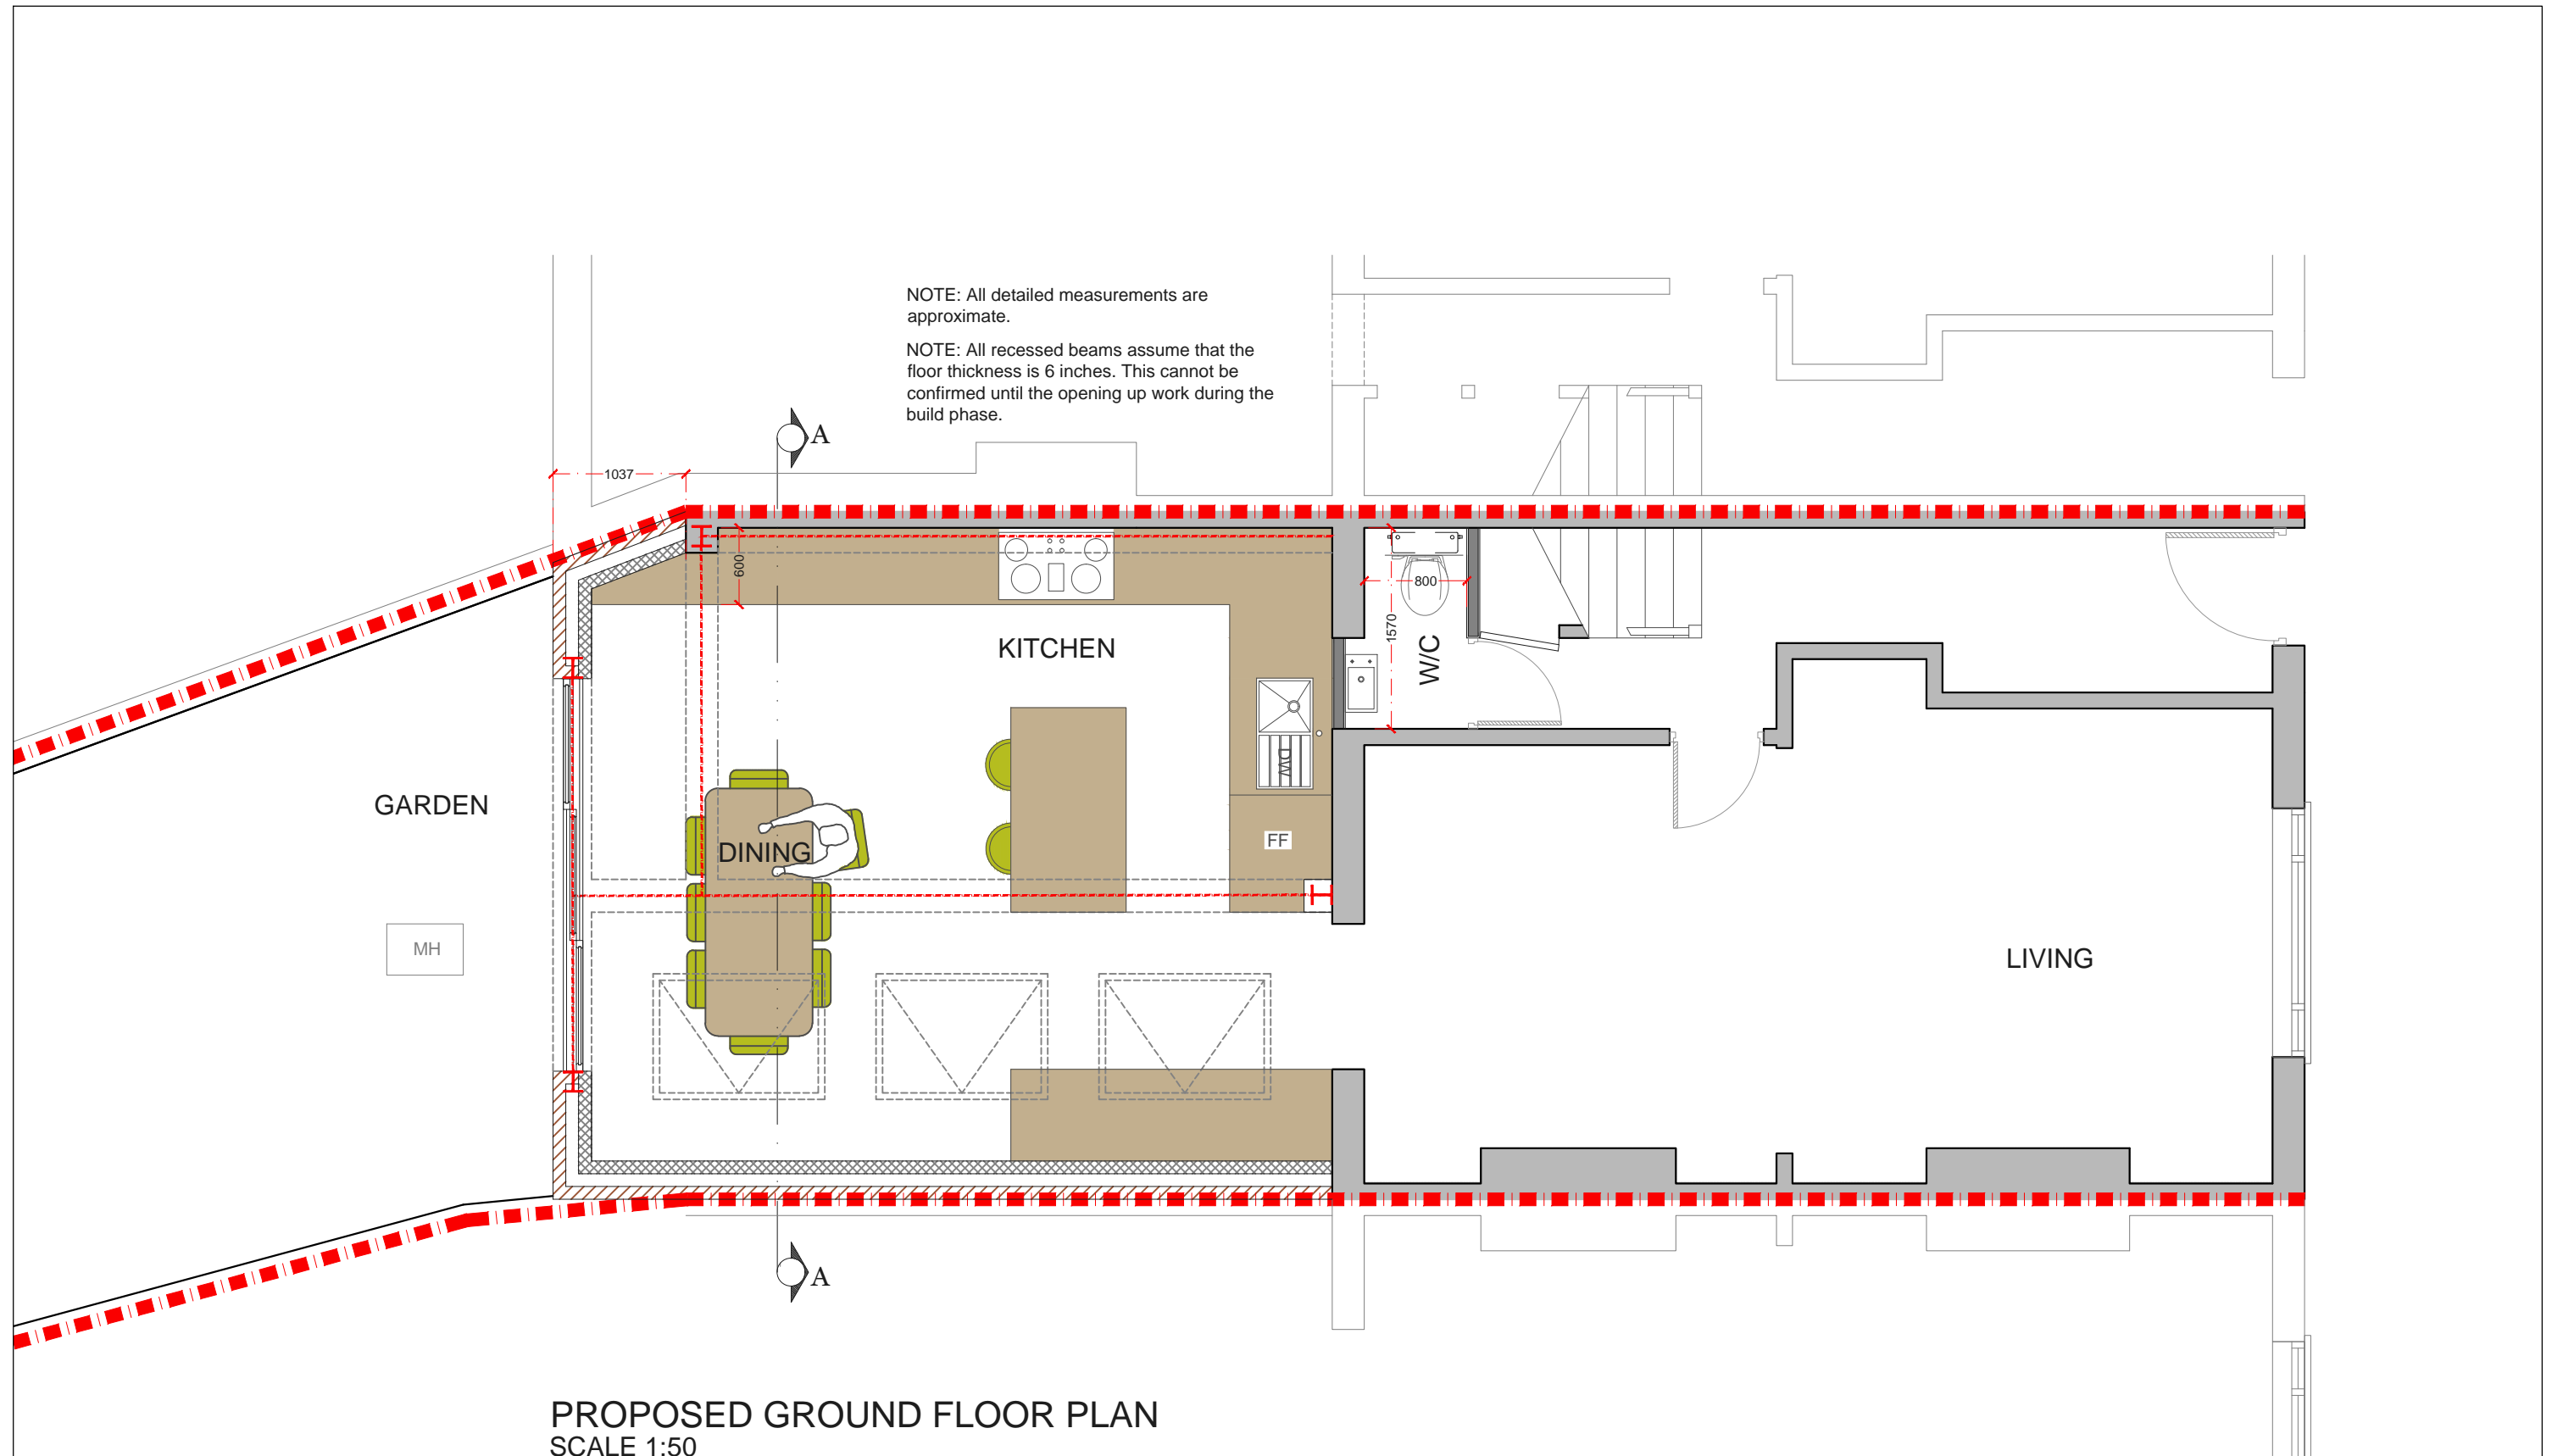 NOTE: All detailed measurements are
approximate.
NOTE: All recessed beams assume that the
floor thickness is 6 inches. This cannot be
confirmed until the opening up work during the
build phase.
A
1037
600
800
1570
KITCHEN
W/C
DW
GARDEN
DINING
FF
MH
LIVING
A
PROPOSED GROUND FLOOR PLAN
SCALE 1:50